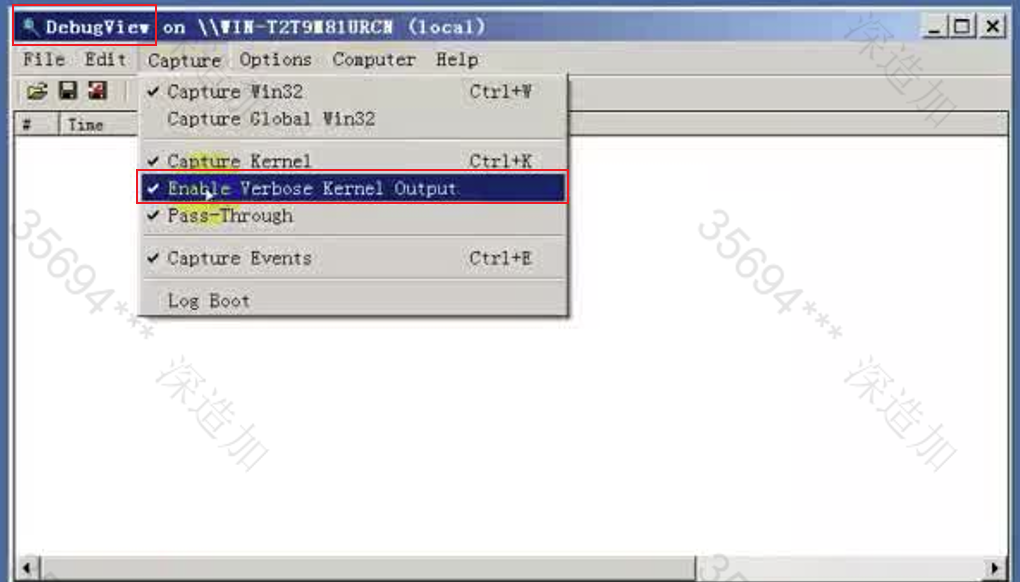 DebugView on \\WIN-T2T9M81URCN (local)
File Edit Capture Options Computer Help
# Time
Capture Win32 Ctrl+W
Capture Global Win32
Capture Kernel Ctrl+K
Enable Verbose Kernel Output
Pass-Through
Capture Events Ctrl+E
Log Boot
深造加
35694***
35694***
深造加
深造加
35